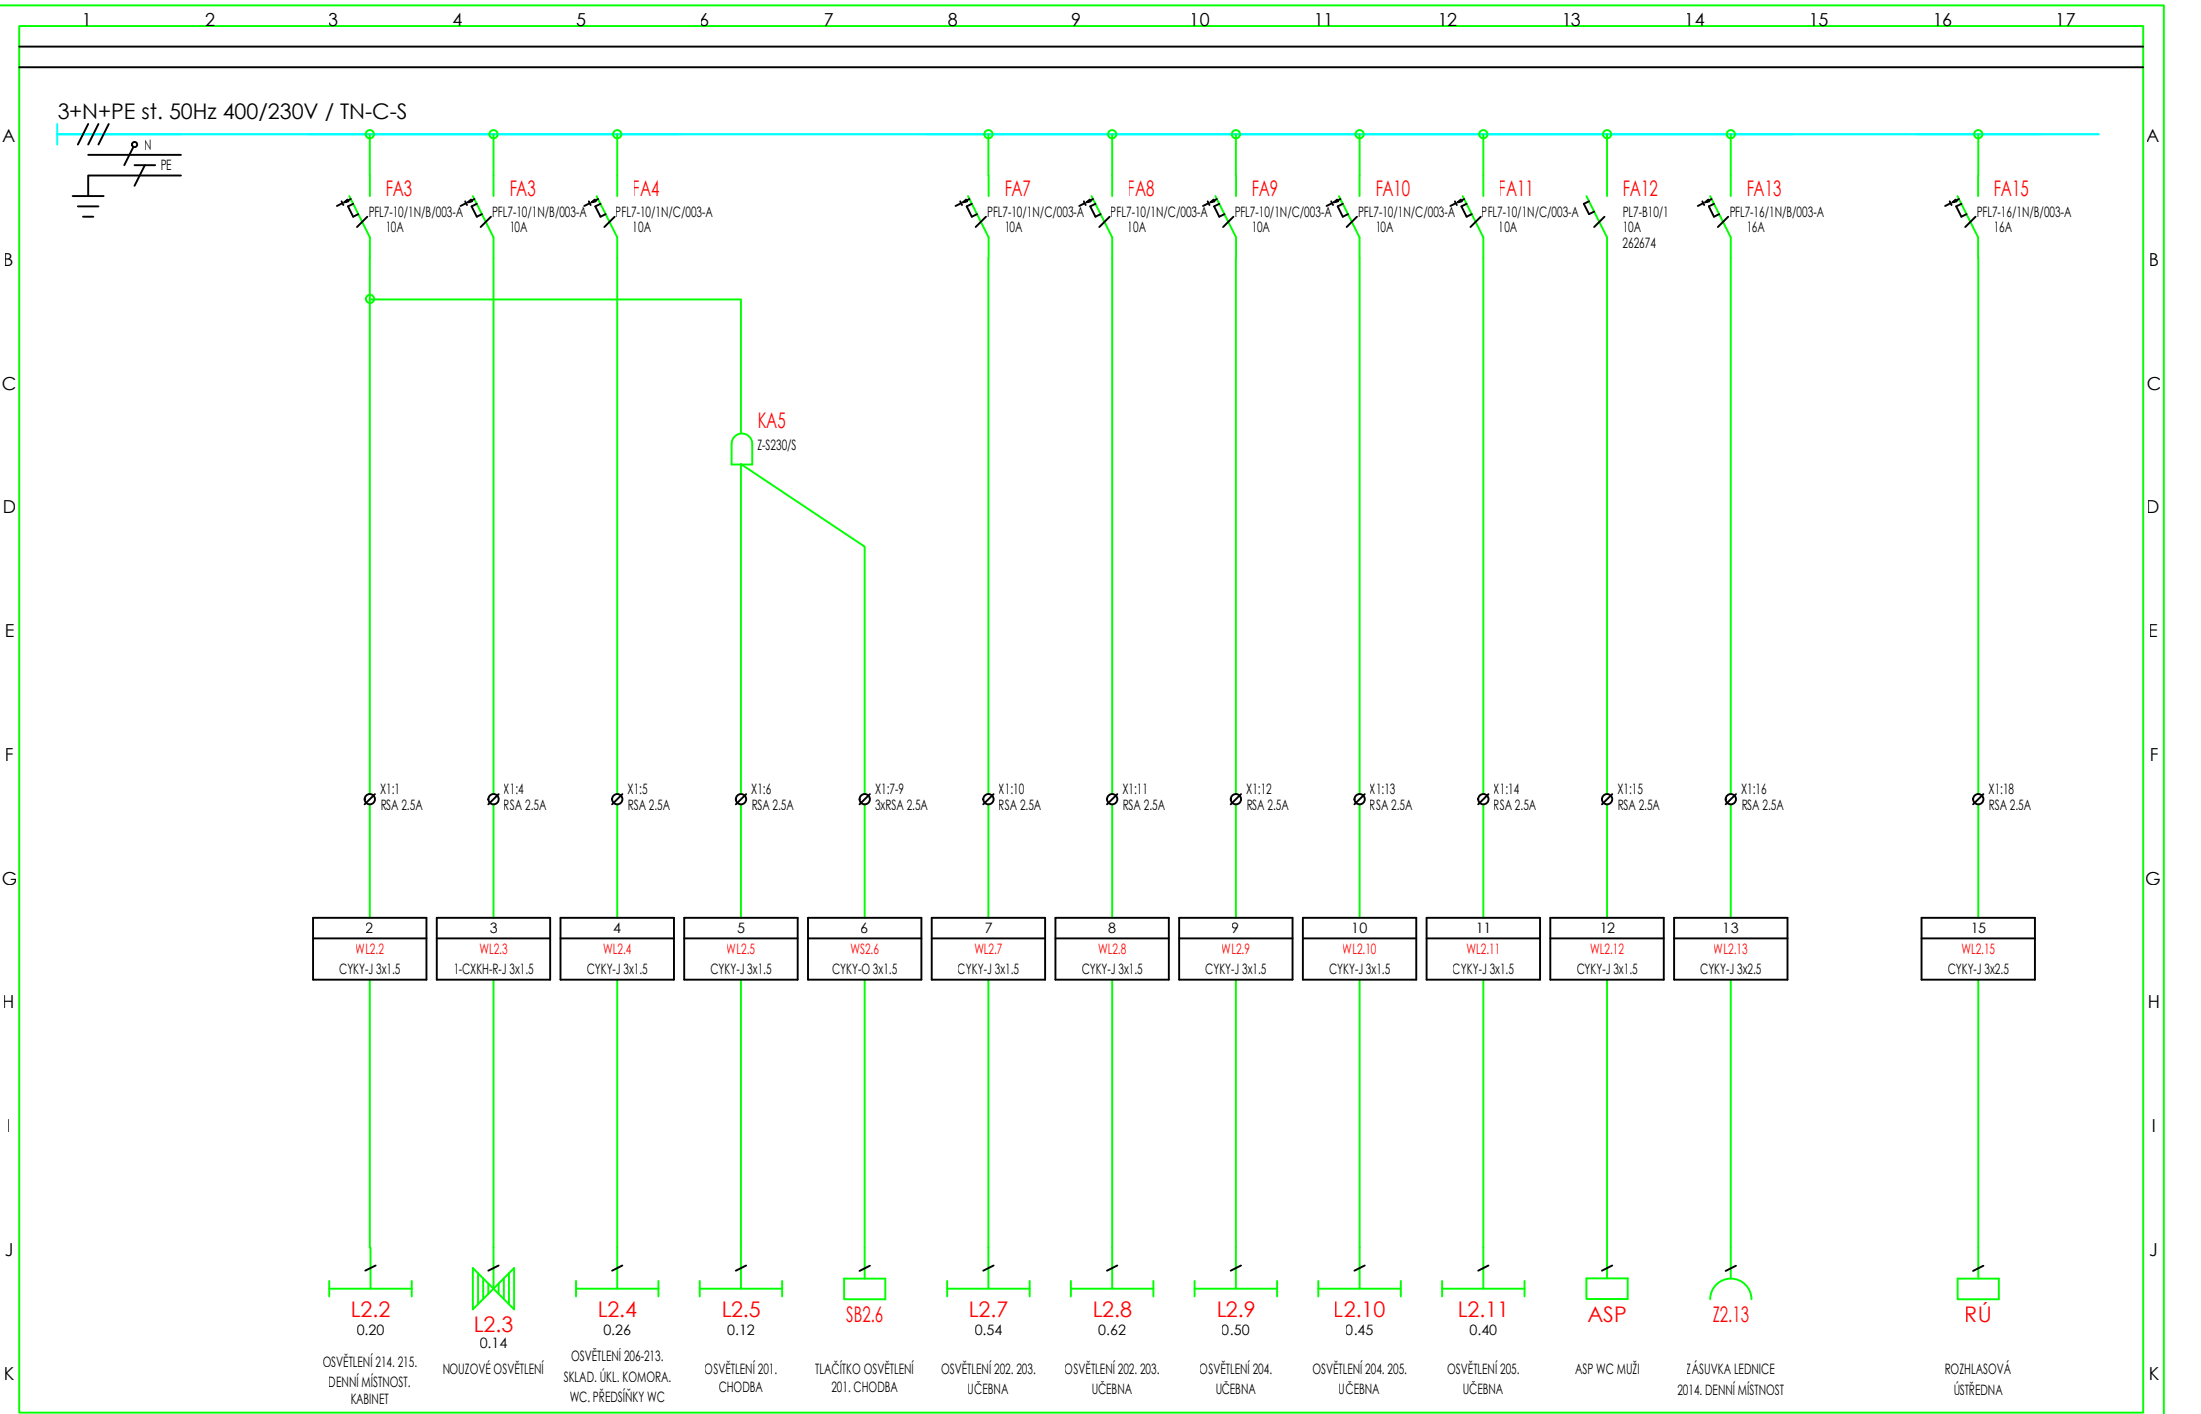 1 2 3 4 5 6 7 8 9 10 11 12 13 14 15 16 17
3+N+PE st. 50Hz 400/230V / TN-C-S
A A
N
PE
FA3 FA3 FA4 FA7 FA8 FA9 FA10 FA11 FA12 FA13 FA15
PFL7-10/1N/B/003-A PFL7-10/1N/B/003-A PFL7-10/1N/C/003-A PFL7-10/1N/C/003-A PFL7-10/1N/C/003-A PFL7-10/1N/C/003-A PFL7-10/1N/C/003-A PFL7-10/1N/C/003-A PL7-B10/1 PFL7-16/1N/B/003-A PFL7-16/1N/B/003-A
10A 10A 10A 10A 10A 10A 10A 10A 10A 16A 16A
262674
B B
C C
KA5
Z-S230/S
D D
E E
F F
X1:1 X1:4 X1:5 X1:6 X1:7-9 X1:10 X1:11 X1:12 X1:13 X1:14 X1:15 X1:16 X1:18
RSA 2.5A RSA 2.5A RSA 2.5A RSA 2.5A 3xRSA 2.5A RSA 2.5A RSA 2.5A RSA 2.5A RSA 2.5A RSA 2.5A RSA 2.5A RSA 2.5A RSA 2.5A
G G
2 3 4 5 6 7 8 9 10 11 12 13 15
WL2.2 WL2.3 WL2.4 WL2.5 WS2.6 WL2.7 WL2.8 WL2.9 WL2.10 WL2.11 WL2.12 WL2.13 WL2.15
CYKY-J 3x1.5 1-CXKH-R-J 3x1.5 CYKY-J 3x1.5 CYKY-J 3x1.5 CYKY-O 3x1.5 CYKY-J 3x1.5 CYKY-J 3x1.5 CYKY-J 3x1.5 CYKY-J 3x1.5 CYKY-J 3x1.5 CYKY-J 3x1.5 CYKY-J 3x2.5 CYKY-J 3x2.5
H H
I I
J J
L2.2 L2.3 L2.4 L2.5 SB2.6 L2.7 L2.8 L2.9 L2.10 L2.11 ASP Z2.13 RÚ
0.20 0.14 0.26 0.12 0.54 0.62 0.50 0.45 0.40
K K
OSVĚTLENÍ 214. 215.
DENNÍ MÍSTNOST.
KABINET
NOUZOVÉ OSVĚTLENÍ
OSVĚTLENÍ 206-213.
SKLAD. ÚKL. KOMORA.
WC. PŘEDSÍŇKY WC
OSVĚTLENÍ 201.
CHODBA
TLAČÍTKO OSVĚTLENÍ
201. CHODBA
OSVĚTLENÍ 202. 203.
UČEBNA
OSVĚTLENÍ 202. 203.
UČEBNA
OSVĚTLENÍ 204.
UČEBNA
OSVĚTLENÍ 204. 205.
UČEBNA
OSVĚTLENÍ 205.
UČEBNA
ASP WC MUŽI
ZÁSUVKA LEDNICE
2014. DENNÍ MÍSTNOST
ROZHLASOVÁ
ÚSTŘEDNA